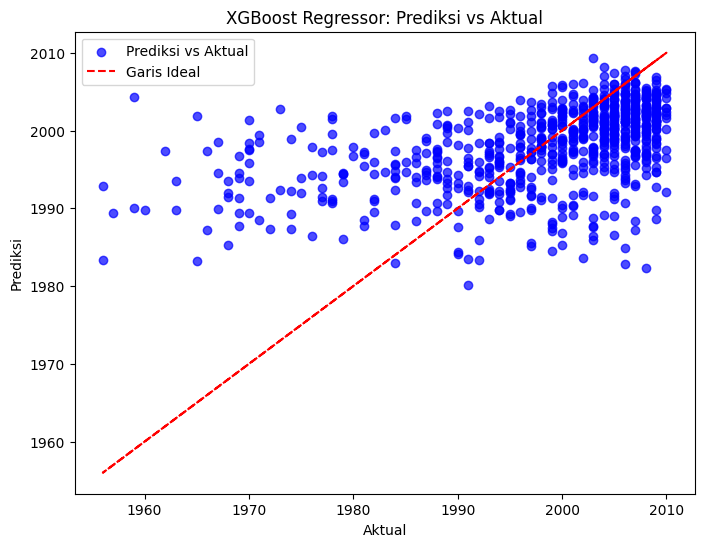 XGBoost Regressor: Prediksi vs Aktual
Prediksi vs Aktual
Garis Ideal
2010
2000
1990
1980
1970
1960
Prediksi
1960
1970
1980
1990
2000
2010
Aktual